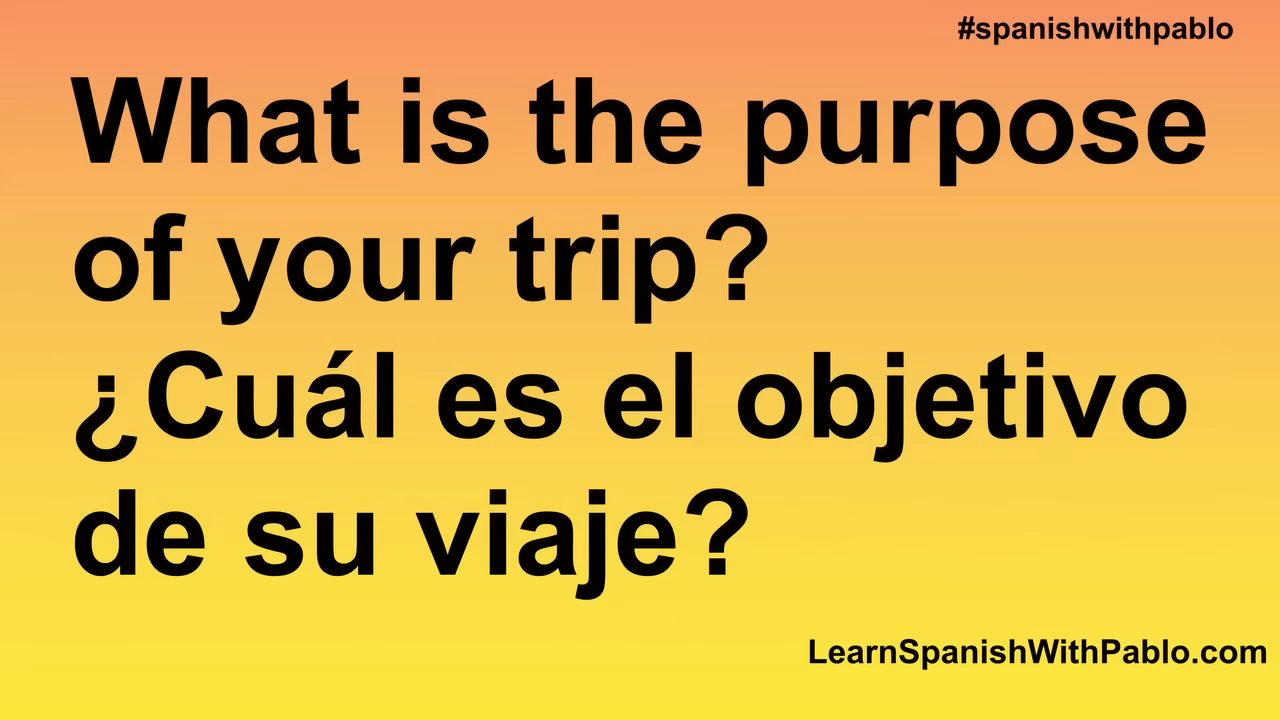 #spanishwithpablo
What is the purpose
of your trip?
¿Cuál es el objetivo
de su viaje?
LearnSpanishWithPablo.com